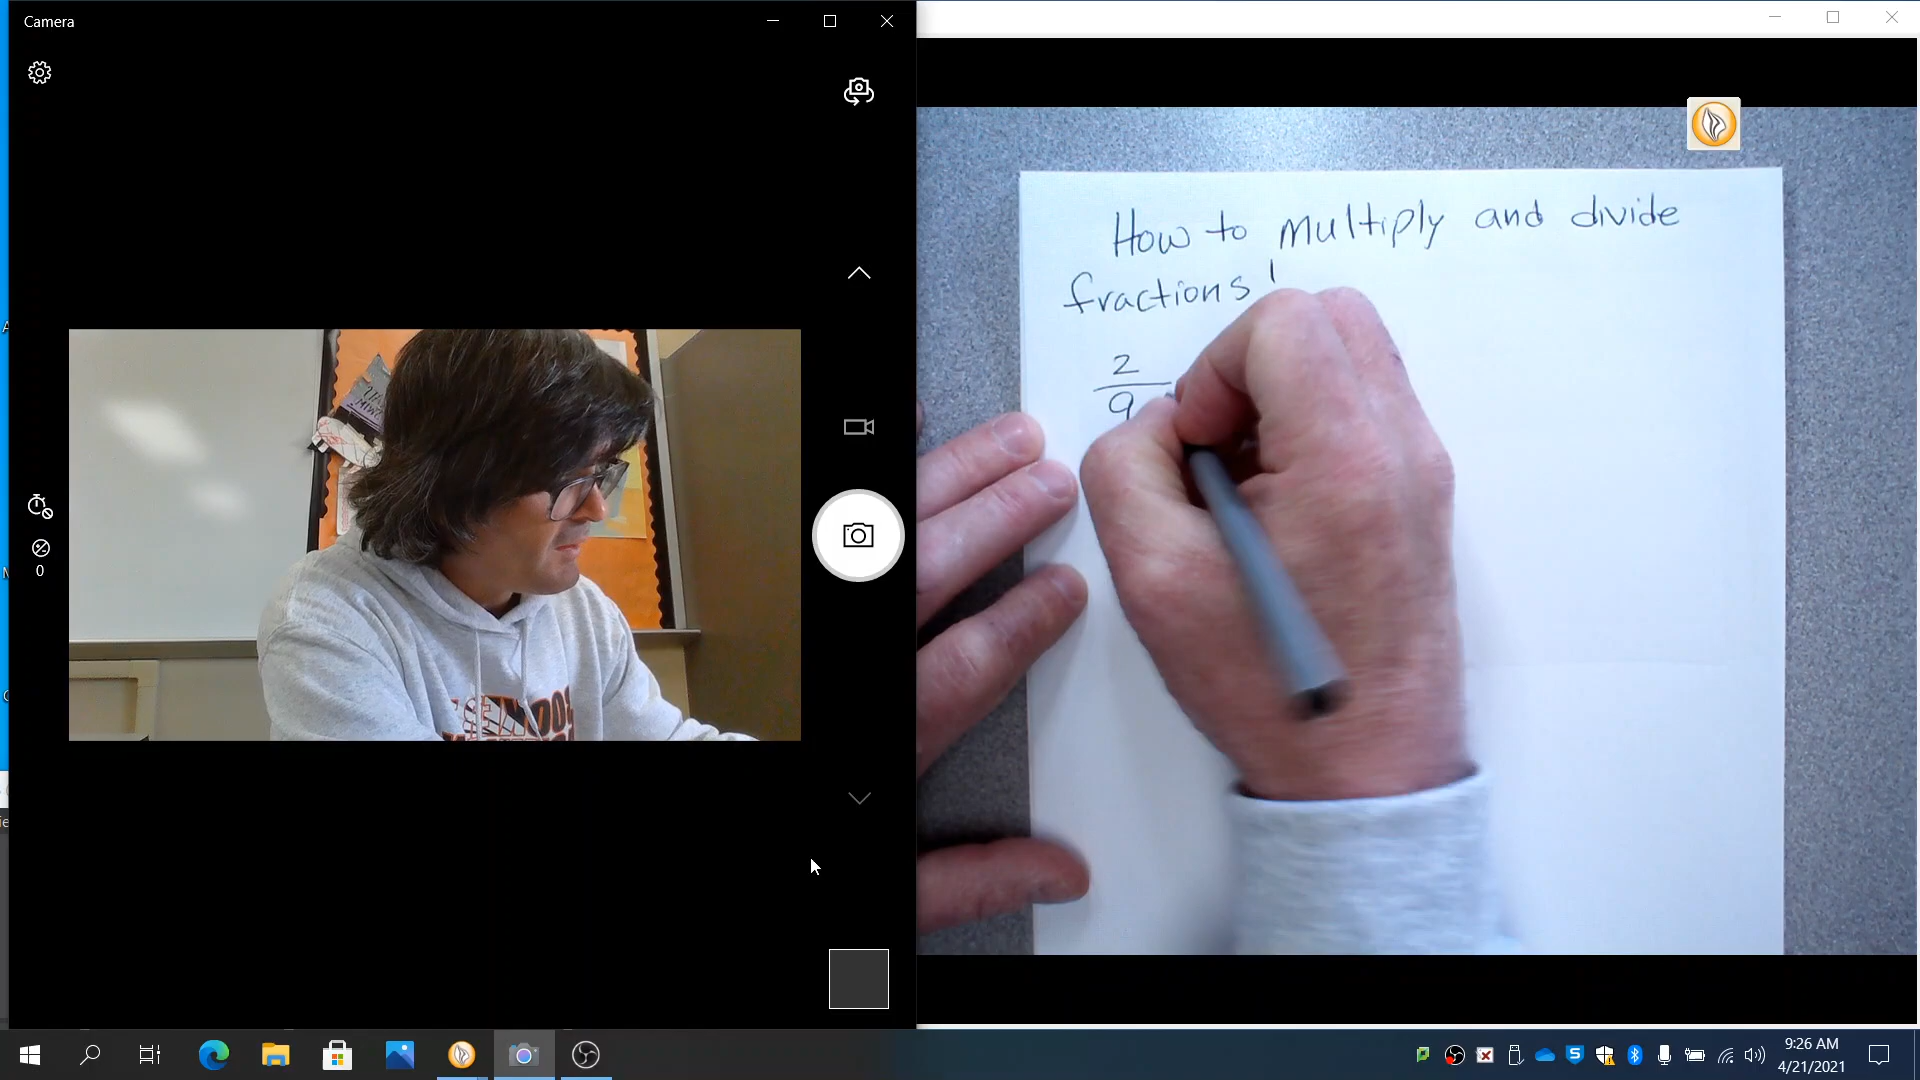 Camera
0
How to multiply and divide
fractions!
2
9
9:26 AM
4/21/2021